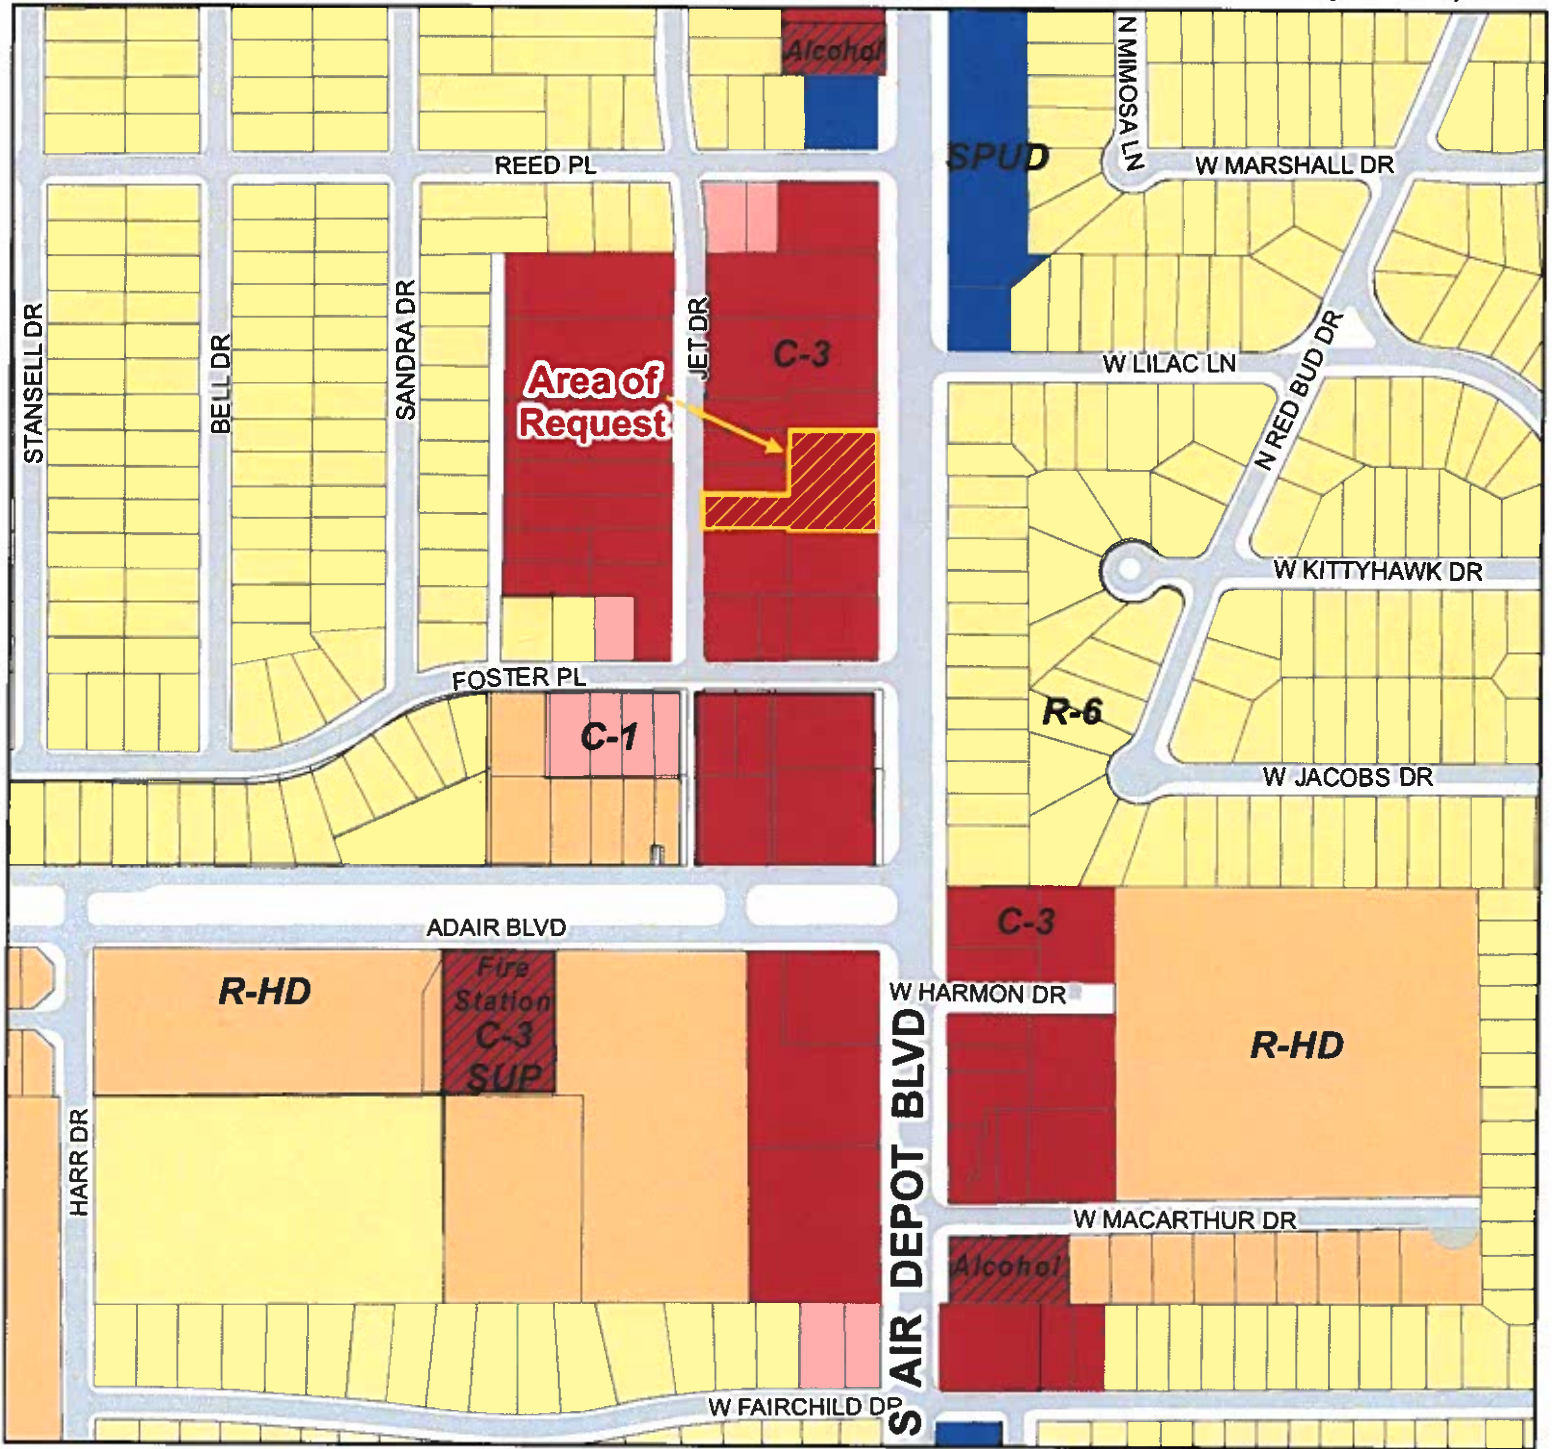 Alcohol
N MIMOSA LN
SPUD
REED PL
W MARSHALL DR
STANSELL DR
BELL DR
SANDRA DR
JET DR
C-3
Area of
Request
W LILAC LN
N RED BUD DR
W KITTYHAWK DR
FOSTER PL
C-1
R-6
W JACOBS DR
ADAIR BLVD
C-3
R-HD
Fire
Station
C-3
SUP
W HARMON DR
R-HD
HARR DR
S AIR DEPOT BLVD
W MACARTHUR DR
Alcohol
W FAIRCHILD DR